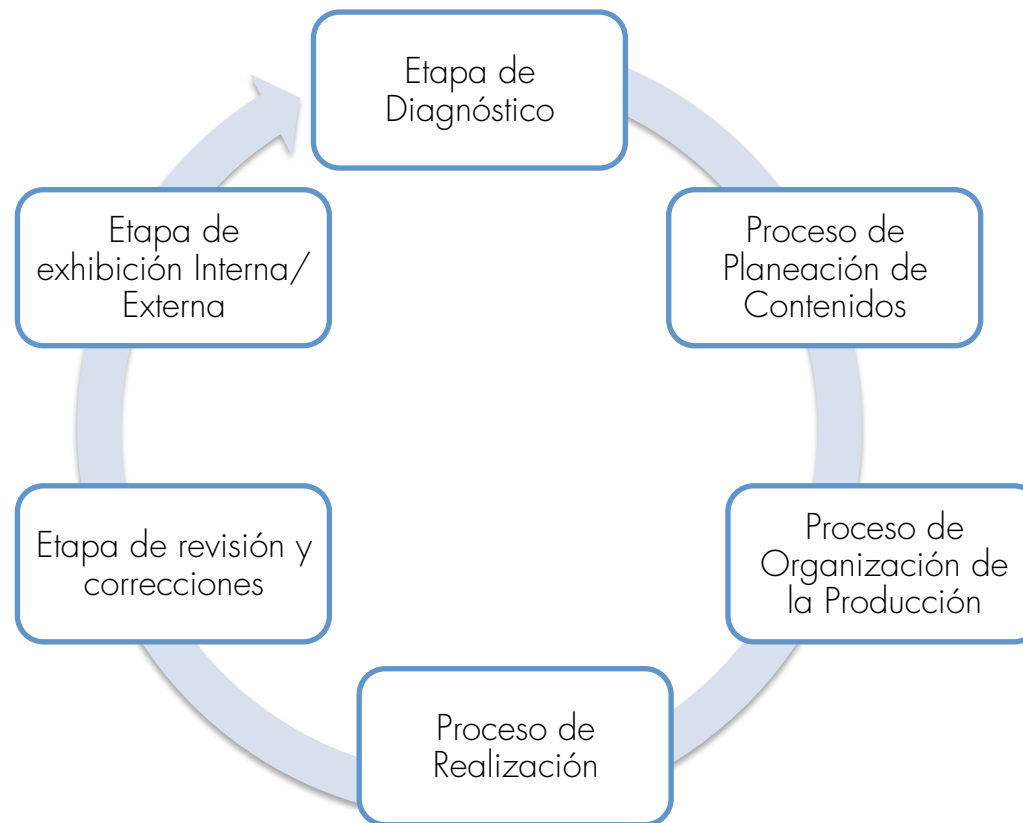 Etapa de
Diagnóstico
Proceso de
Planeación de
Contenidos
Proceso de
Organización de
la Producción
Proceso de
Realización
Etapa de revisión y
correcciones
Etapa de
exhibición Interna/
Externa